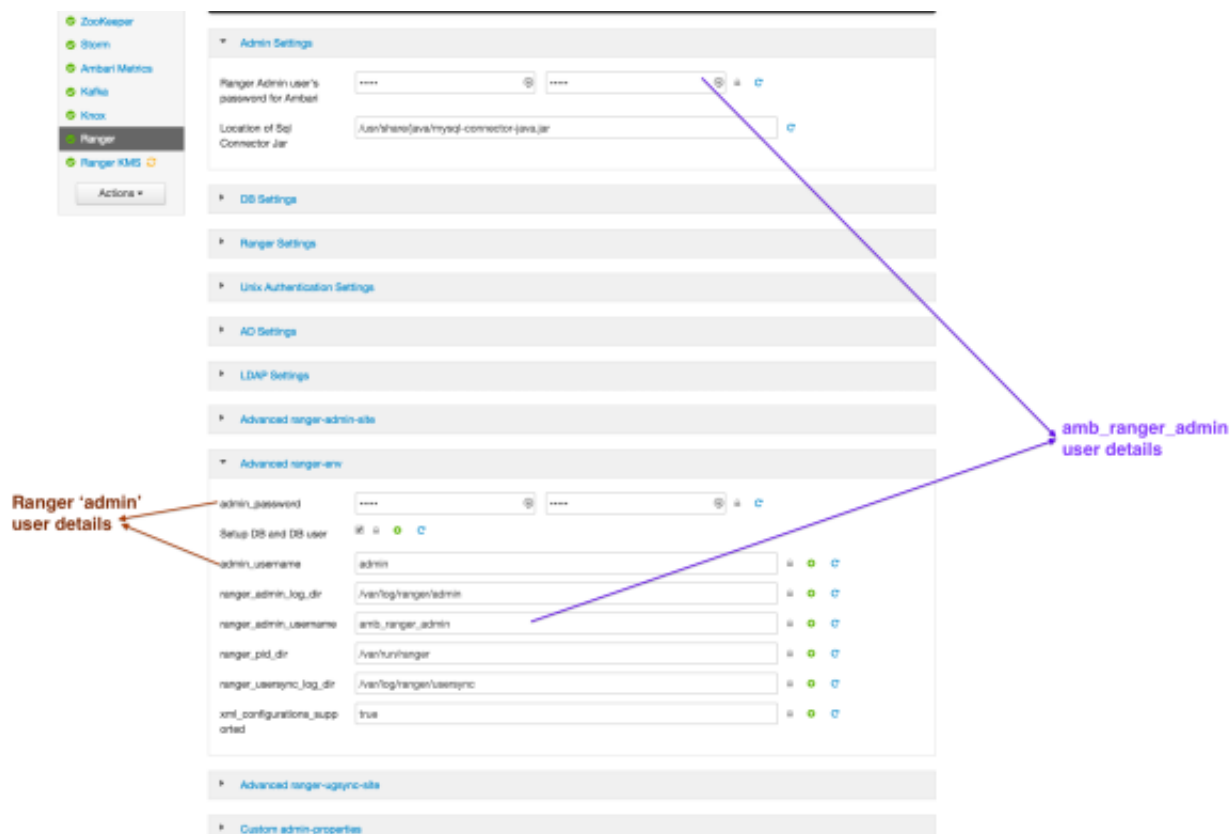 ZooKeeper
Storm
Ambari Metrics
Kafka
Knox
Ranger
Ranger KMS
Actions
Admin Settings
Ranger Admin user's
password for Ambari
•••••
•••••
Location of Sql
Connector Jar
/usr/share/java/mysql-connector-java.jar
DB Settings
Ranger Settings
Unix Authentication Settings
AD Settings
LDAP Settings
Advanced ranger-admin-site
Advanced ranger-env
admin_password
•••••
•••••
Setup DB and DB user
admin_username
admin
ranger_admin_log_dir
/var/log/ranger/admin
ranger_admin_username
amb_ranger_admin
ranger_pid_dir
/var/run/ranger
ranger_usersync_log_dir
/var/log/ranger/usersync
xml_configurations_supp
orted
true
Advanced ranger-ugsync-site
Custom admin-properties
Ranger ‘admin’
user details
amb_ranger_admin
user details